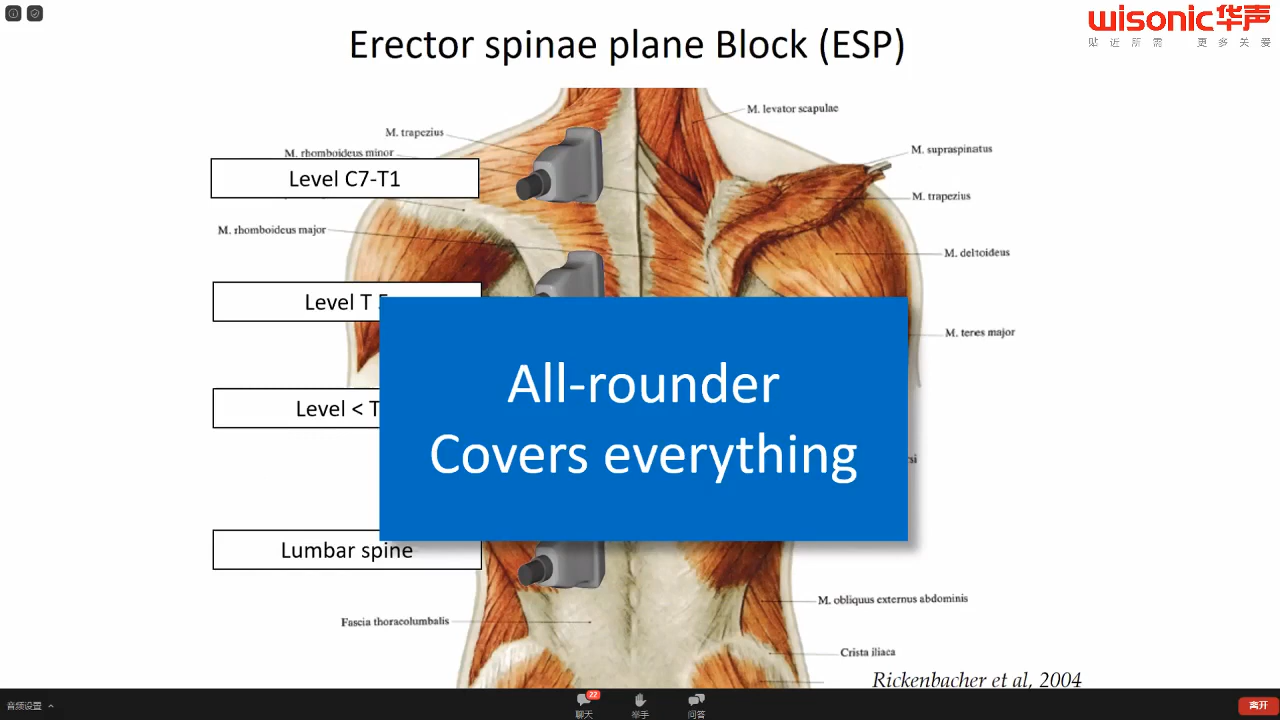 wisonic华声
贴近所需 更多关爱
Erector spinae plane Block (ESP)
M. levator scapulae
M. trapezius
M. rhomboideus minor
M. supraspinatus
Level C7-T1
M. trapezius
M. rhomboideus major
M. deltoideus
Level T 5
M. teres major
All-rounder
Level < T
Covers everything
si
Lumbar spine
M. obliquus externus abdominis
Fascia thoracolumbalis
Crista iliaca
Rickenbacher et al, 2004
音频设置
22
聊天
举手
问答
离开